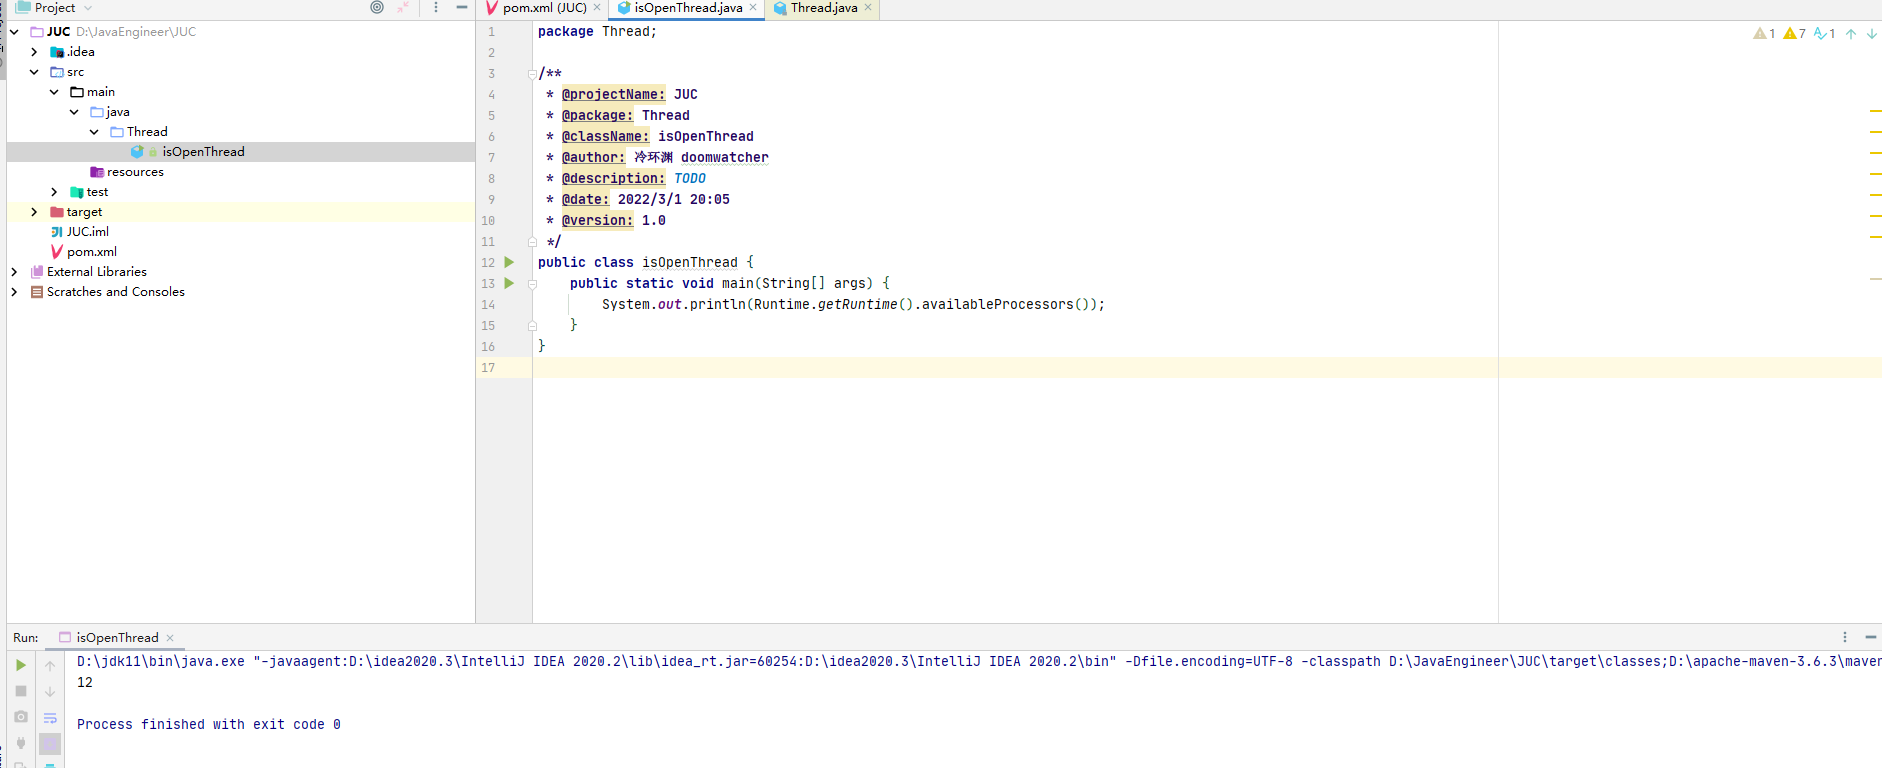 Project
JUC D:\JavaEngineer\JUC
.idea
src
main
java
Thread
isOpenThread
resources
test
target
JUC.iml
pom.xml
External Libraries
Scratches and Consoles
pom.xml (JUC)
isOpenThread.java
Thread.java
1 7 1
1 package Thread;
2
3 /**
4 * @projectName: JUC
5 * @package: Thread
6 * @className: isOpenThread
7 * @author: 冷环渊 doomwatcher
8 * @description: TODO
9 * @date: 2022/3/1 20:05
10 * @version: 1.0
11 */
12 public class isOpenThread {
13 public static void main(String[] args) {
14 System.out.println(Runtime.getRuntime().availableProcessors());
15 }
16 }
17
Run: isOpenThread
D:\jdk11\bin\java.exe "-javaagent:D:\idea2020.3\IntelliJ IDEA 2020.2\lib\idea_rt.jar=60254:D:\idea2020.3\IntelliJ IDEA 2020.2\bin" -Dfile.encoding=UTF-8 -classpath D:\JavaEngineer\JUC\target\classes;D:\apache-maven-3.6.3\maven
12
Process finished with exit code 0